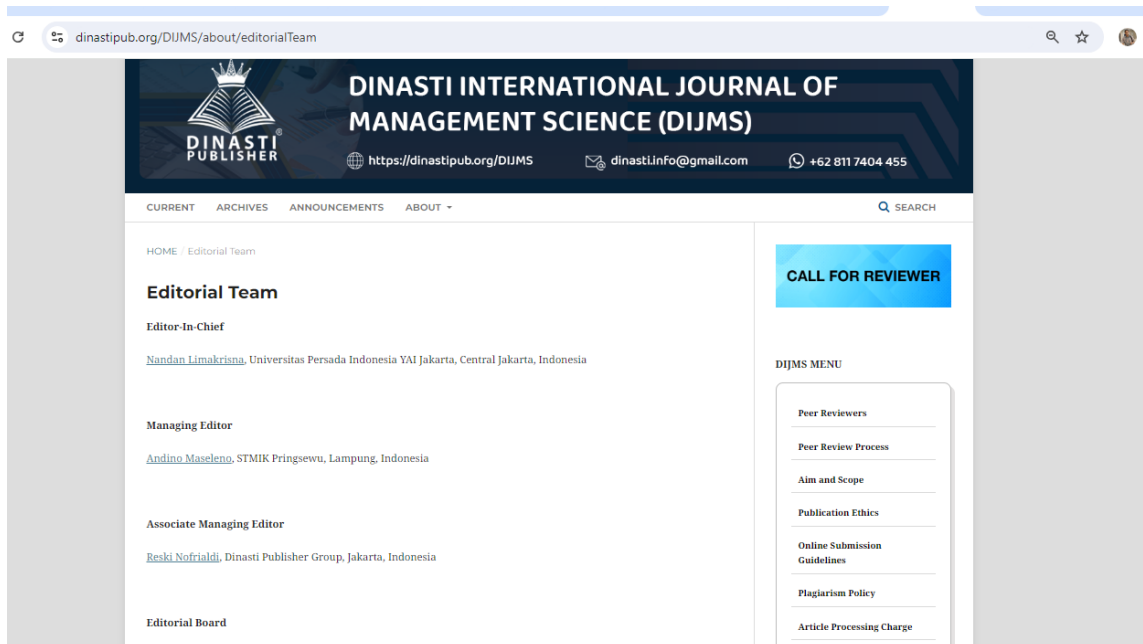 dinastipub.org/DIJMS/about/editorialTeam
DINASTI INTERNATIONAL JOURNAL OF
MANAGEMENT SCIENCE (DIJMS)
DINASTI®
PUBLISHER
https://dinastipub.org/DIJMS
dinasti.info@gmail.com
+62 811 7404 455
CURRENT ARCHIVES ANNOUNCEMENTS ABOUT
SEARCH
HOME / Editorial Team
Editorial Team
Editor-In-Chief
Nandan Limakrisna, Universitas Persada Indonesia YAI Jakarta, Central Jakarta, Indonesia
Managing Editor
Andino Maseleno, STMIK Pringsewu, Lampung, Indonesia
Associate Managing Editor
Reski Nofrialdi, Dinasti Publisher Group, Jakarta, Indonesia
Editorial Board
CALL FOR REVIEWER
DIJMS MENU
Peer Reviewers
Peer Review Process
Aim and Scope
Publication Ethics
Online Submission
Guidelines
Plagiarism Policy
Article Processing Charge